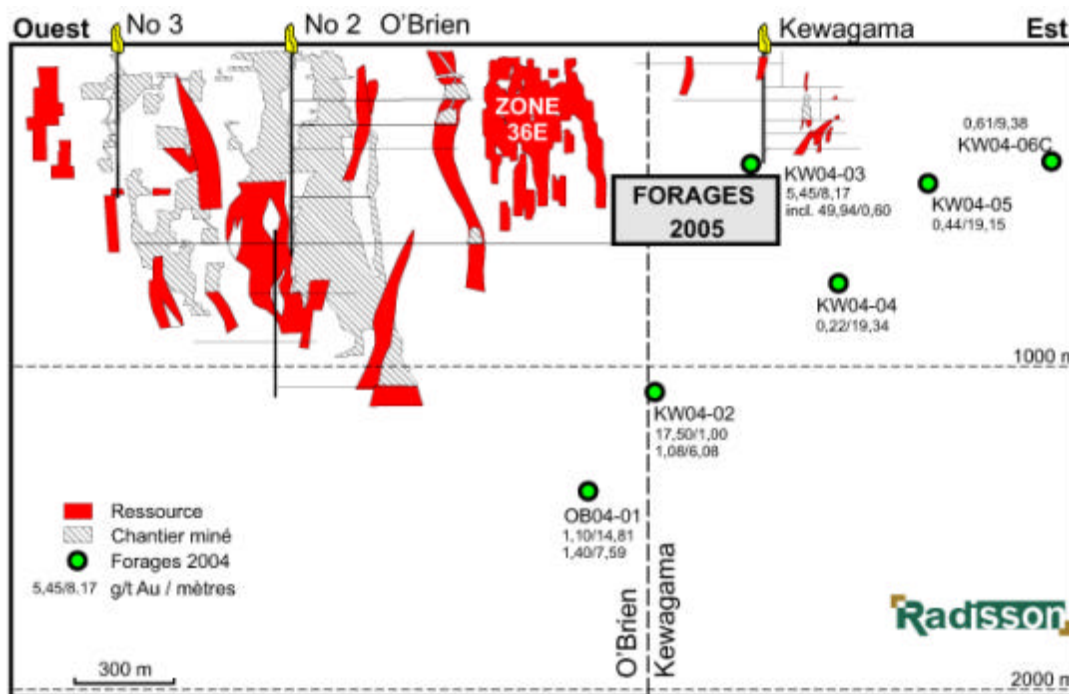 Ouest
No 3
No 2 O'Brien
Kewagama
Est
ZONE
36E
0,61/9,38
KW04-06C
KW04-03
5,45/8,17
incl. 49,94/0,60
FORAGES
2005
KW04-05
0,44/19,15
KW04-04
0,22/19,34
1000 m
KW04-02
17,50/1,00
1,08/6,08
OB04-01
1,10/14,81
1,40/7,59
Ressource
Chantier miné
Forages 2004
5,45/8,17 g/t Au / mètres
O'Brien
Kewagama
Radisson
300 m
2000 m